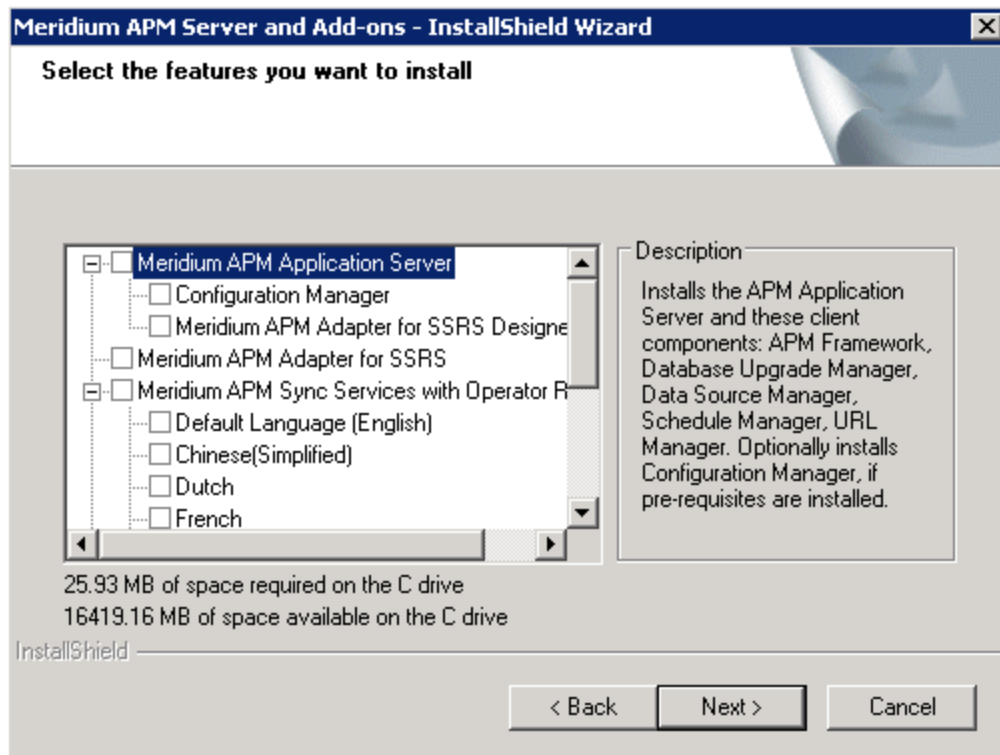 Meridium APM Server and Add-ons - InstallShield Wizard
Select the features you want to install
Meridium APM Application Server
Configuration Manager
Meridium APM Adapter for SSRS Designe
Meridium APM Adapter for SSRS
Meridium APM Sync Services with Operator R
Default Language (English)
Chinese(Simplified)
Dutch
French
Description
Installs the APM Application
Server and these client
components: APM Framework,
Database Upgrade Manager,
Data Source Manager,
Schedule Manager, URL
Manager. Optionally installs
Configuration Manager, if
pre-requisites are installed.
25.93 MB of space required on the C drive
16419.16 MB of space available on the C drive
InstallShield
< Back
Next >
Cancel